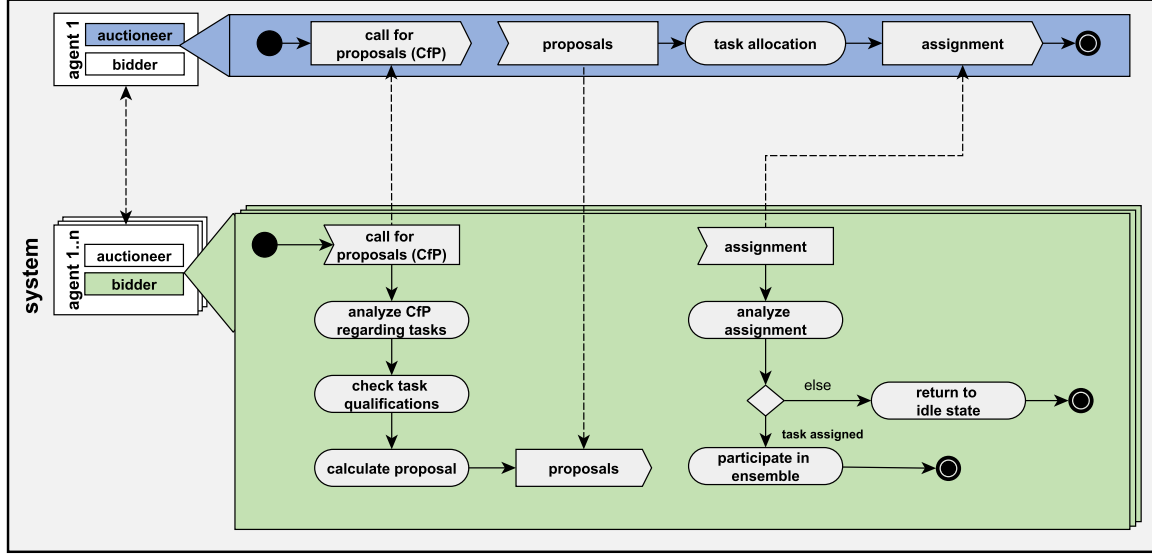 agent 1
auctioneer
bidder
call for
proposals (CfP)
proposals
task allocation
assignment
system
agent 1..n
auctioneer
bidder
call for
proposals (CfP)
analyze CfP
regarding tasks
check task
qualifications
calculate proposal
proposals
assignment
analyze
assignment
else
return to
idle state
task assigned
participate in
ensemble